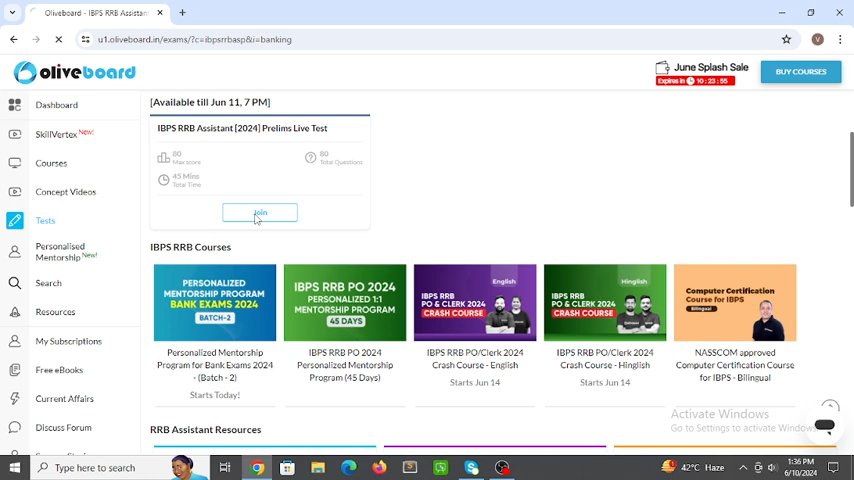 Oliveboard - IBPS RRB Assistan
u1.oliveboard.in/exams/?c=ibpsrrbasp&i=banking
V
oliveboard
June Splash Sale
Expires in 10 : 23 : 55
BUY COURSES
Dashboard
SkillVertex New!
Courses
Concept Videos
Tests
Personalised
Mentorship New!
Search
Resources
My Subscriptions
Free eBooks
Current Affairs
Discuss Forum
[Available till Jun 11, 7 PM]
IBPS RRB Assistant [2024] Prelims Live Test
80
Max score
80
Total Questions
45 Mins
Total Time
Join
IBPS RRB Courses
PERSONALIZED
MENTORSHIP PROGRAM
BANK EXAMS 2024
BATCH-2
Personalized Mentorship
Program for Bank Exams 2024
- (Batch - 2)
Starts Today!
IBPS RRB PO 2024
PERSONALIZED 1:1
MENTORSHIP PROGRAM
45 DAYS
IBPS RRB PO 2024
Personalized Mentorship
Program (45 Days)
English
IBPS RRB
PO & CLERK 2024
CRASH COURSE
IBPS RRB PO/Clerk 2024
Crash Course - English
Starts Jun 14
Hinglish
IBPS RRB
PO & CLERK 2024
CRASH COURSE
IBPS RRB PO/Clerk 2024
Crash Course - Hinglish
Starts Jun 14
Computer Certification
Course for IBPS
Bilingual
NASSCOM approved
Computer Certification Course
for IBPS - Bilingual
RRB Assistant Resources
Activate Windows
Go to Settings to activate Windows.
Type here to search
42°C Haze
1:36 PM
6/10/2024